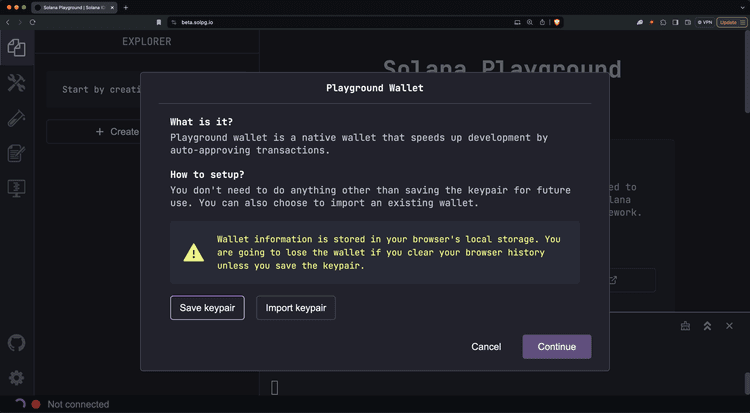 Solana Playground | Solana ID
beta.solpg.io
VPN
Update
EXPLORER
Solana Playground
Start by creati
Create
ed to
lana
ework.
Playground Wallet
What is it?
Playground wallet is a native wallet that speeds up development by
auto-approving transactions.
How to setup?
You don't need to do anything other than saving the keypair for future
use. You can also choose to import an existing wallet.
Wallet information is stored in your browser's local storage. You
are going to lose the wallet if you clear your browser history
unless you save the keypair.
Save keypair
Import keypair
Cancel
Continue
Not connected